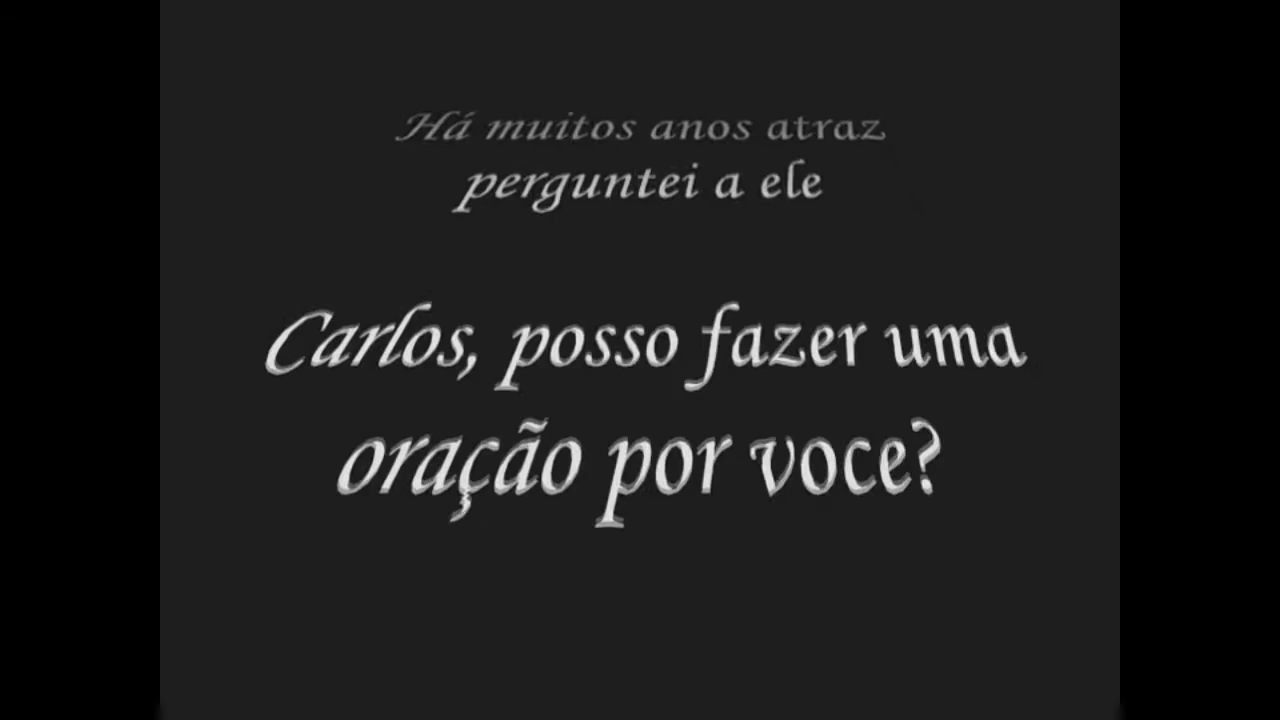 Há muitos anos atraz
perguntei a ele
Carlos, posso fazer uma
oração por voce?